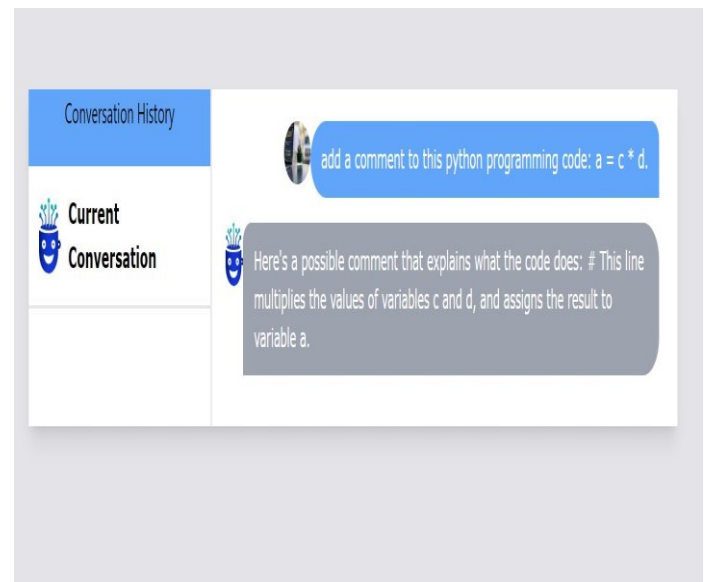 Conversation History
Current
Conversation
add a comment to this python programming code: a = c * d.
Here's a possible comment that explains what the code does: # This line
multiplies the values of variables c and d, and assigns the result to
variable a.